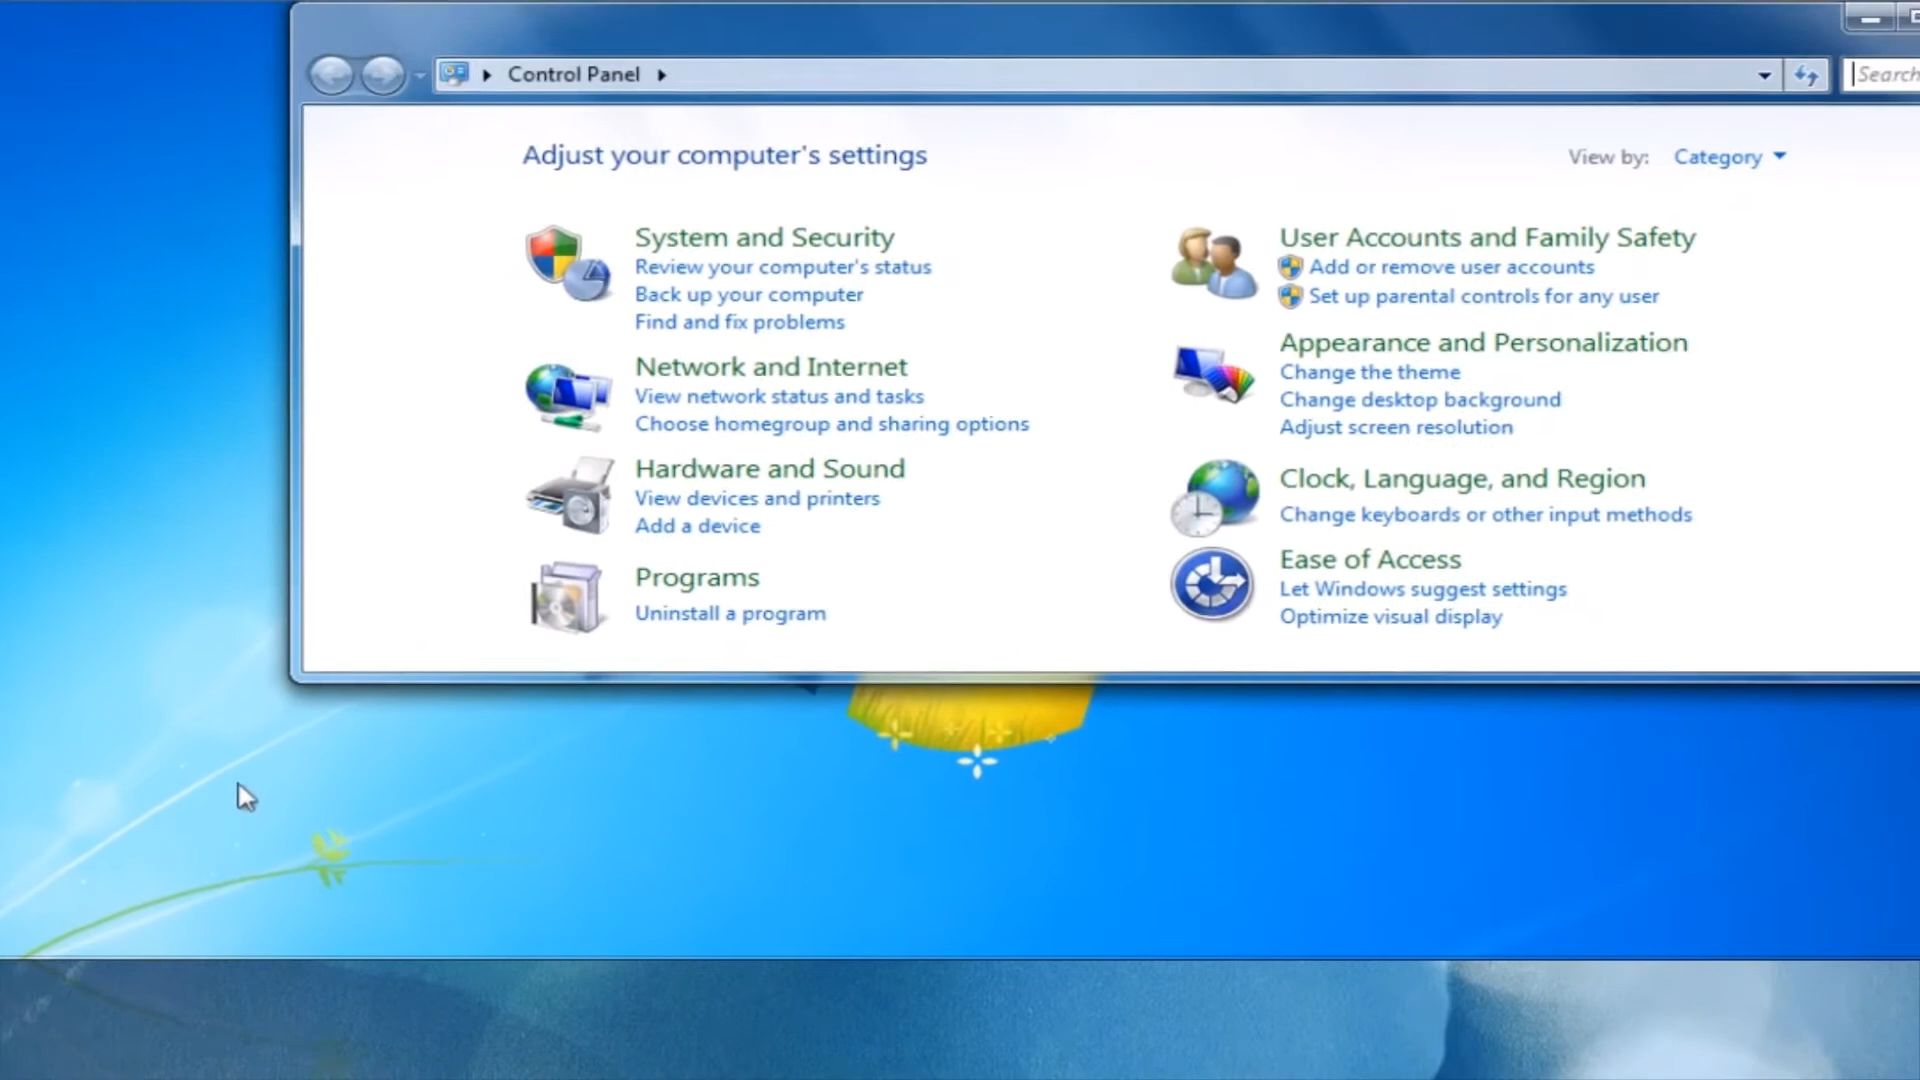 Control Panel
Search
Adjust your computer's settings
View by: Category
System and Security
Review your computer's status
Back up your computer
Find and fix problems
Network and Internet
View network status and tasks
Choose homegroup and sharing options
Hardware and Sound
View devices and printers
Add a device
Programs
Uninstall a program
User Accounts and Family Safety
Add or remove user accounts
Set up parental controls for any user
Appearance and Personalization
Change the theme
Change desktop background
Adjust screen resolution
Clock, Language, and Region
Change keyboards or other input methods
Ease of Access
Let Windows suggest settings
Optimize visual display